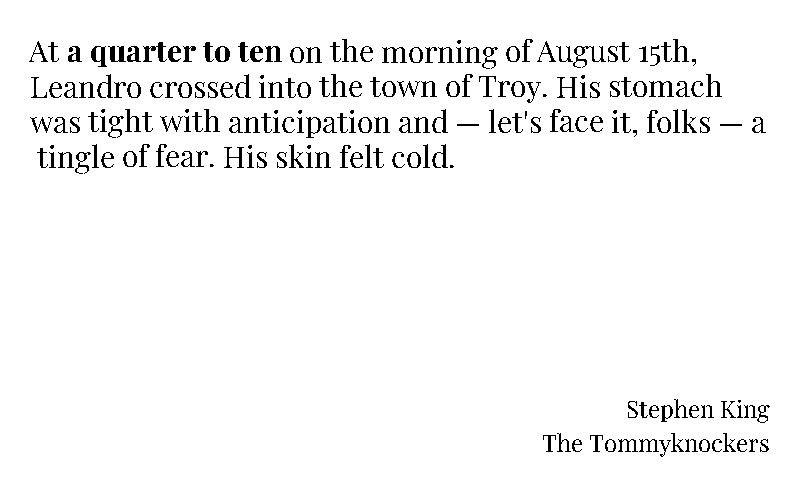 At a quarter to ten on the morning of August 15th,
Leandro crossed into the town of Troy. His stomach
was tight with anticipation and — let's face it, folks — a
tingle of fear. His skin felt cold.
Stephen King
The Tommyknockers